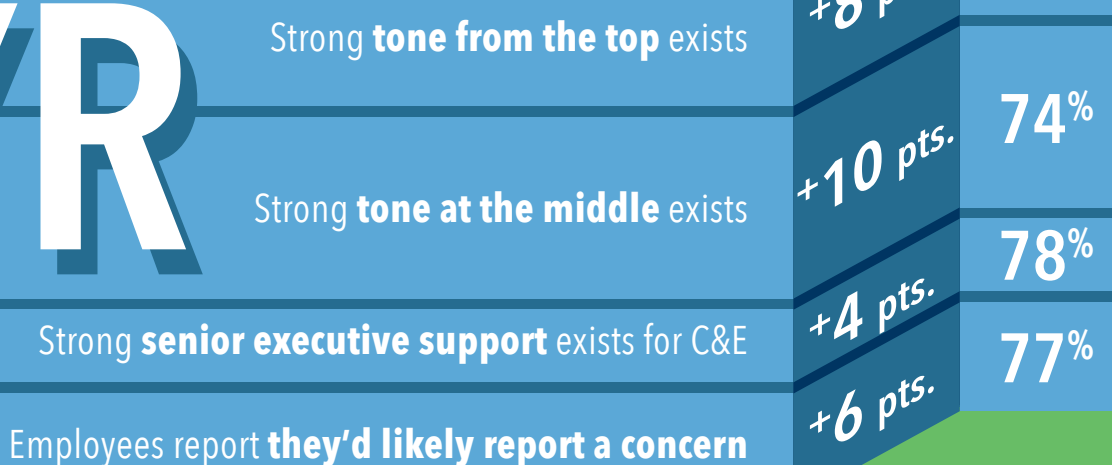 R
Strong tone from the top exists
+8
74%
Strong tone at the middle exists
+10 pts.
78%
Strong senior executive support exists for C&E
+4 pts.
77%
Employees report they'd likely report a concern
+6 pts.